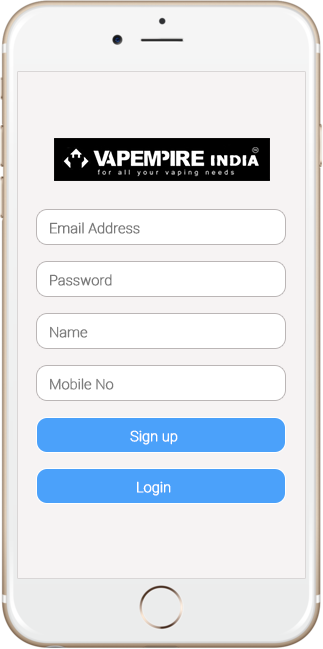 VAPEMPIRE INDIA
for all your vaping needs
Email Address
Password
Name
Mobile No
Sign up
Login